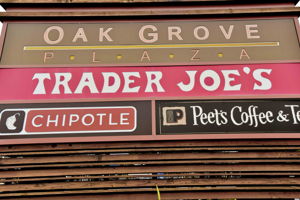 OAK GROVE
PLAZA
TRADER JOE'S
CHIPOTLE
P Peet's Coffee & Te